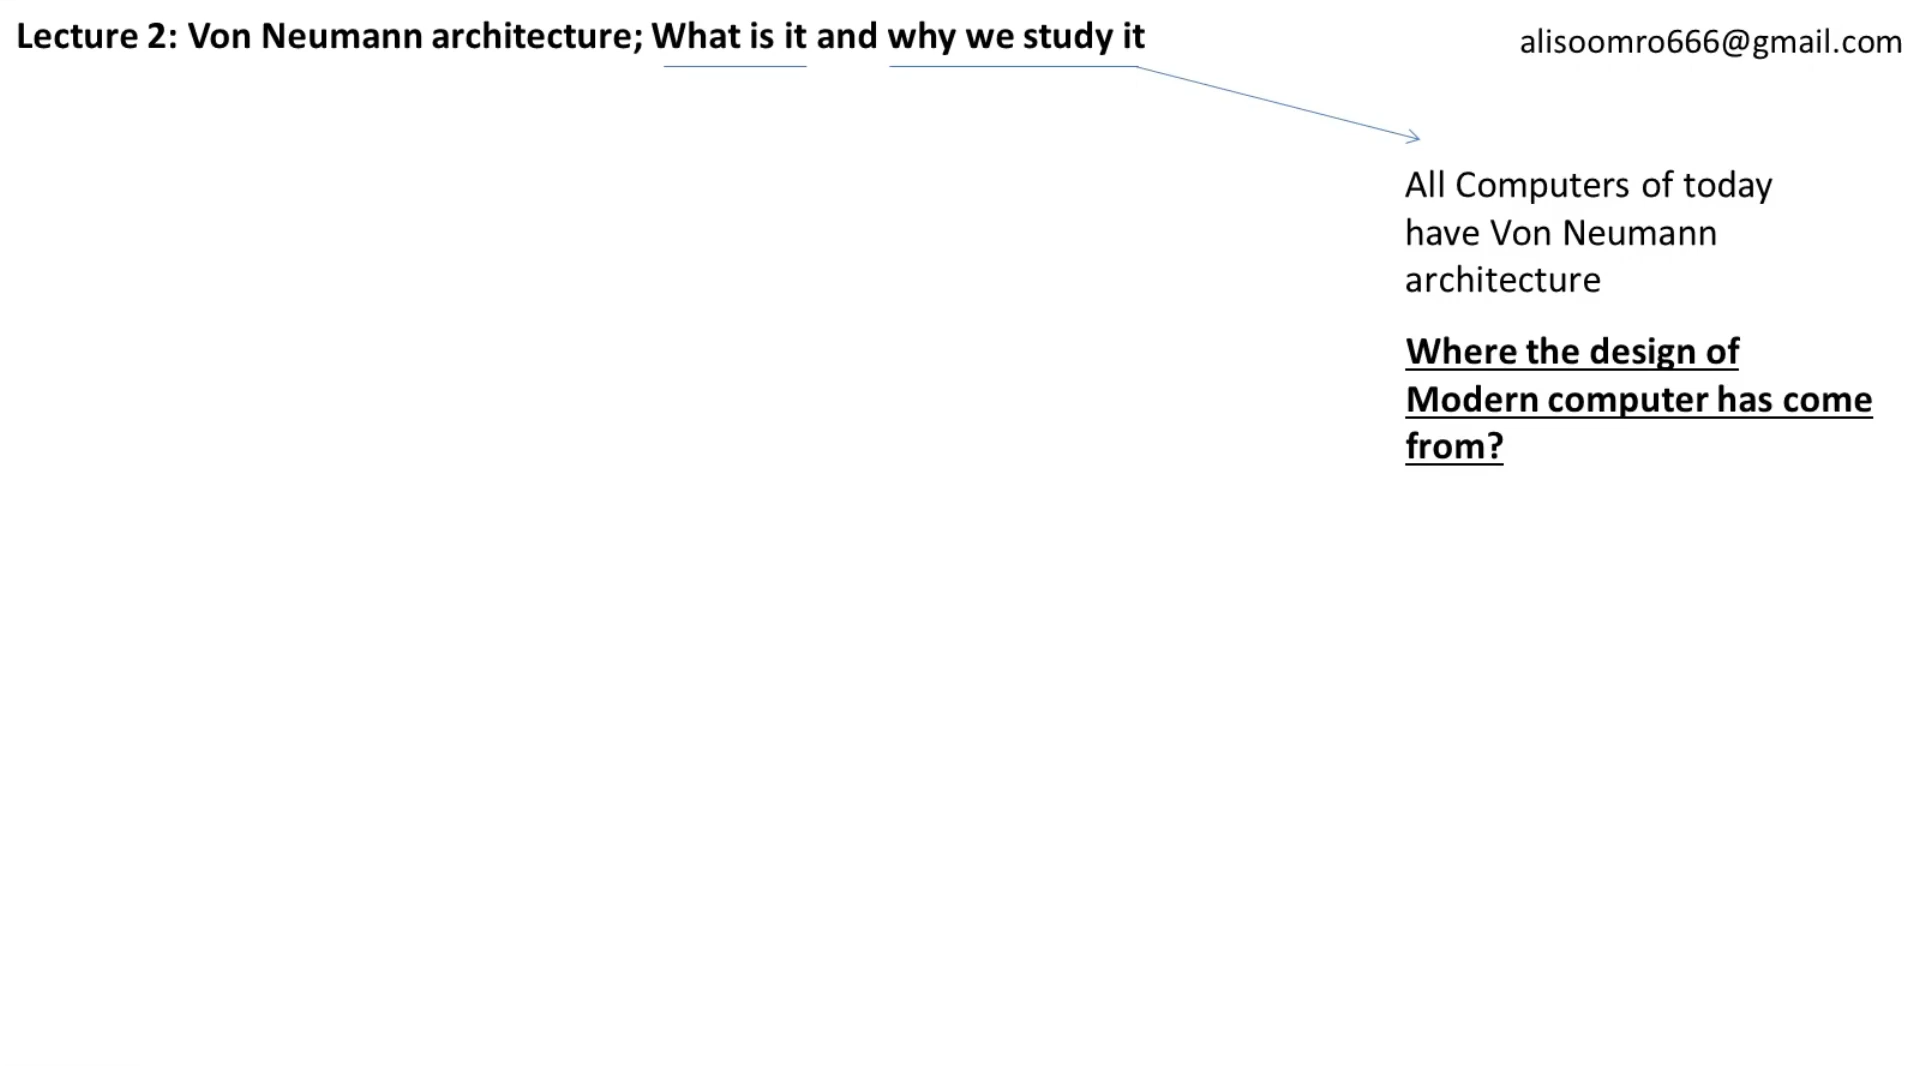 Lecture 2: Von Neumann architecture; What is it and why we study it
alisoomro666@gmail.com
All Computers of today
have Von Neumann
architecture
Where the design of
Modern computer has come
from?